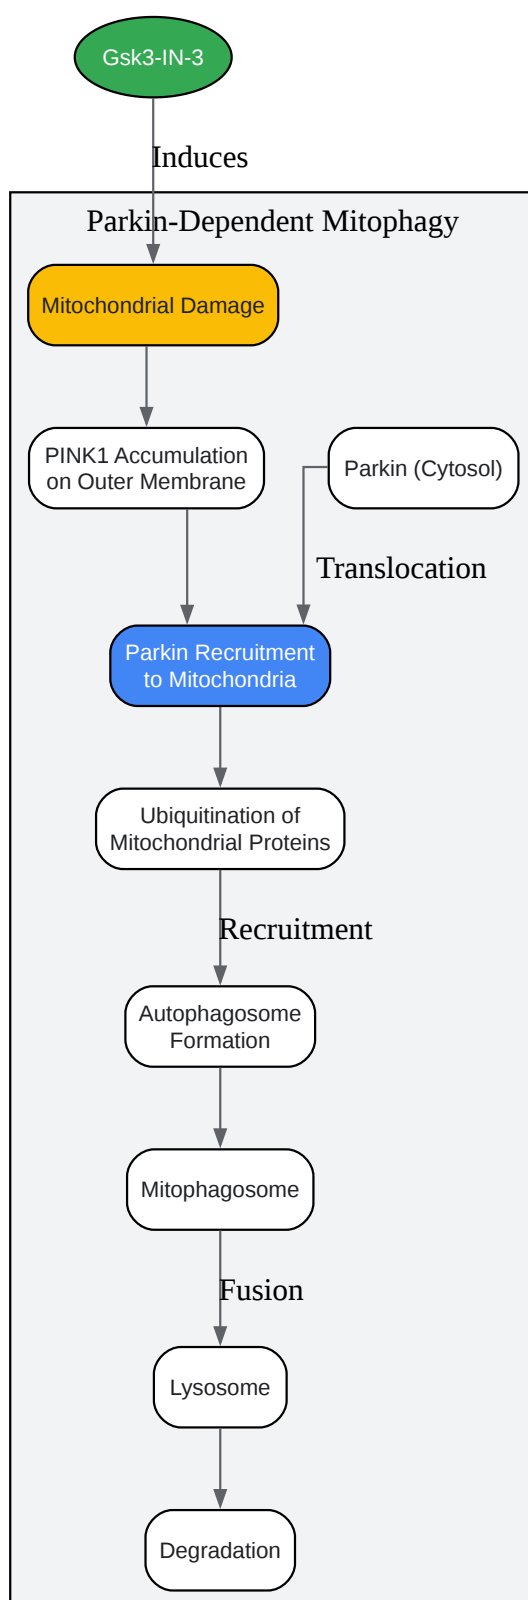 Gsk3-IN-3
Induces
Parkin-Dependent Mitophagy
Mitochondrial Damage
PINK1 Accumulation
on Outer Membrane
Parkin (Cytosol)
Translocation
Parkin Recruitment
to Mitochondria
Ubiquitination of
Mitochondrial Proteins
Recruitment
Autophagosome
Formation
Mitophagosome
Fusion
Lysosome
Degradation